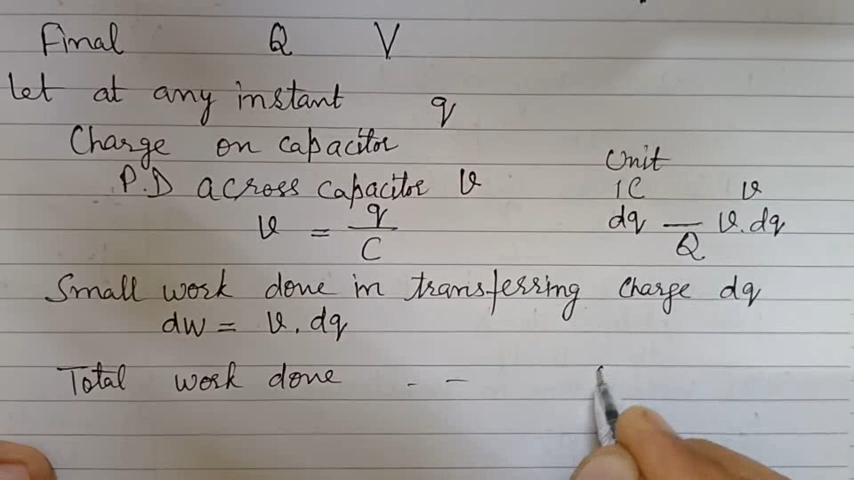 Final Q V
let at any instant q
Charge on capacitor
P.D across capacitor v
v = q/C
Unit
1C v
dq — v.dq
Q
Small work done in transferring charge dq
dw = v.dq
Total work done - -